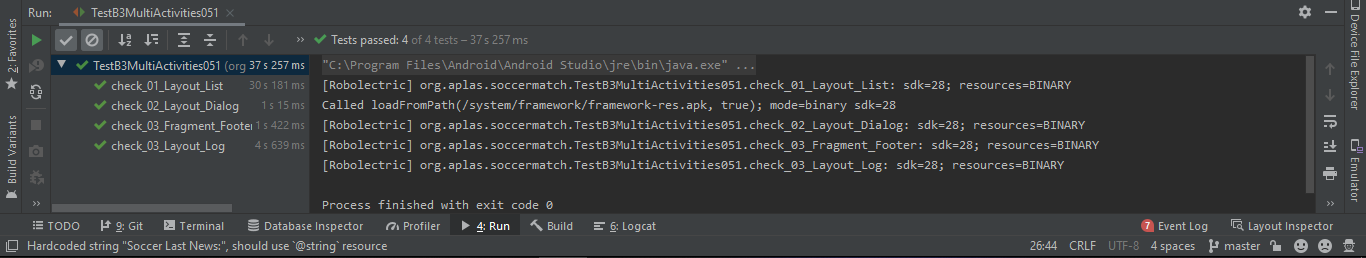 Run: TestB3MultiActivities051 ×
Tests passed: 4 of 4 tests – 37 s 257 ms
TestB3MultiActivities051 (org 37 s 257 ms
check_01_Layout_List 30 s 181 ms
check_02_Layout_Dialog 1 s 15 ms
check_03_Fragment_Footer 1 s 422 ms
check_03_Layout_Log 4 s 639 ms
"C:\Program Files\Android\Android Studio\jre\bin\java.exe" ...
[Robolectric] org.aplas.soccermatch.TestB3MultiActivities051.check_01_Layout_List: sdk=28; resources=BINARY
Called loadFromPath(/system/framework/framework-res.apk, true); mode=binary sdk=28
[Robolectric] org.aplas.soccermatch.TestB3MultiActivities051.check_02_Layout_Dialog: sdk=28; resources=BINARY
[Robolectric] org.aplas.soccermatch.TestB3MultiActivities051.check_03_Fragment_Footer: sdk=28; resources=BINARY
[Robolectric] org.aplas.soccermatch.TestB3MultiActivities051.check_03_Layout_Log: sdk=28; resources=BINARY
Process finished with exit code 0
2: Favorites
Build Variants
Device File Explorer
Emulator
TODO 9: Git Terminal Database Inspector Profiler 4: Run Build 6: Logcat 7 Event Log Layout Inspector
Hardcoded string "Soccer Last News:", should use `@string` resource 26:44 CRLF UTF-8 4 spaces master